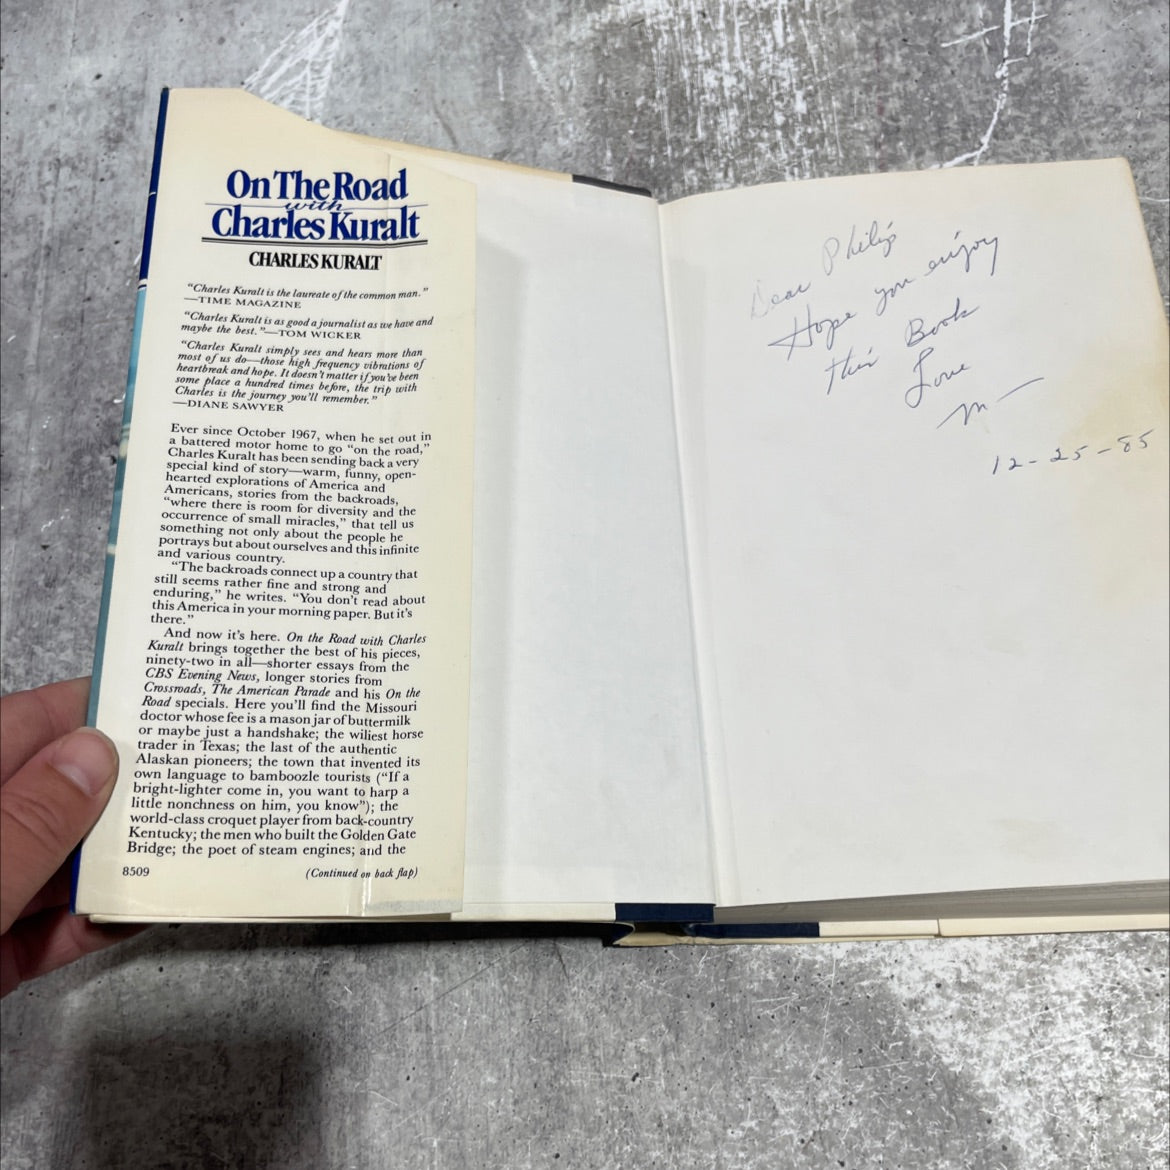 On The Road
with
Charles Kuralt
CHARLES KURALT
"Charles Kuralt is the laureate of the common man."
—TIME MAGAZINE
"Charles Kuralt is as good a journalist as we have and
maybe the best."—TOM WICKER
"Charles Kuralt simply sees and hears more than
most of us do—those high frequency vibrations of
heartbreak and hope. It doesn't matter if you've been
some place a hundred times before, the trip with
Charles is the journey you'll remember."
—DIANE SAWYER
Ever since October 1967, when he set out in
a battered motor home to go "on the road,"
Charles Kuralt has been sending back a very
special kind of story—warm, funny, open-
hearted explorations of America and
Americans, stories from the backroads,
"where there is room for diversity and the
occurrence of small miracles," that tell us
something not only about the people he
portrays but about ourselves and this infinite
and various country.
"The backroads connect up a country that
still seems rather fine and strong and
enduring," he writes. "You don't read about
this America in your morning paper. But it's
there."
And now it's here. On the Road with Charles
Kuralt brings together the best of his pieces,
ninety-two in all—shorter essays from the
CBS Evening News, longer stories from
Crossroads, The American Parade and his On the
Road specials. Here you'll find the Missouri
doctor whose fee is a mason jar of buttermilk
or maybe just a handshake; the wiliest horse
trader in Texas; the last of the authentic
Alaskan pioneers; the town that invented its
own language to bamboozle tourists ("If a
bright-lighter come in, you want to harp a
little nonchness on him, you know"); the
world-class croquet player from back-country
Kentucky; the men who built the Golden Gate
Bridge; the poet of steam engines; and the
8509
(Continued on back flap)
Dear Philip
Hope you enjoy
this Book
Love
M—
12-25-85